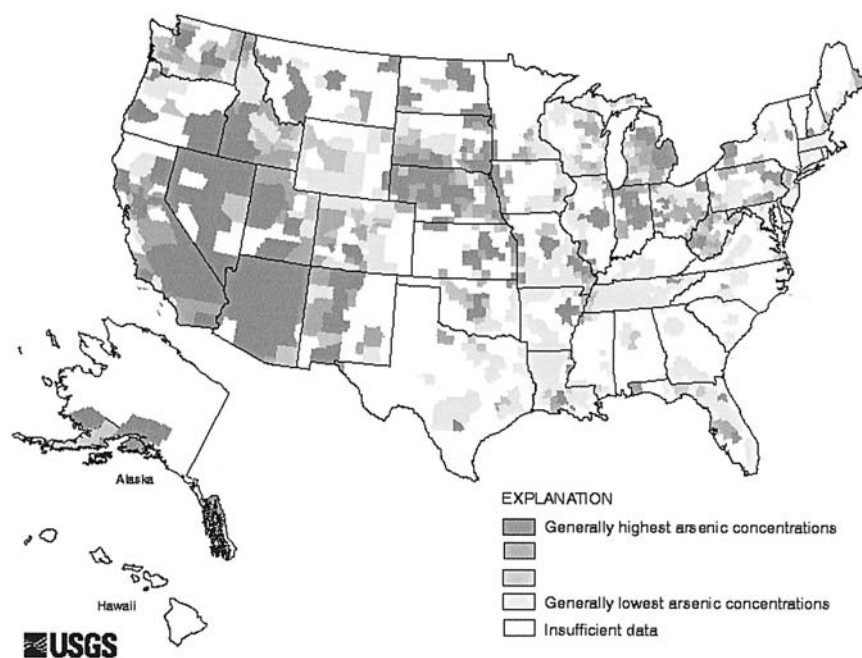 Alaska
Hawaii
USGS
EXPLANATION
Generally highest arsenic concentrations
Generally lowest arsenic concentrations
Insufficient data